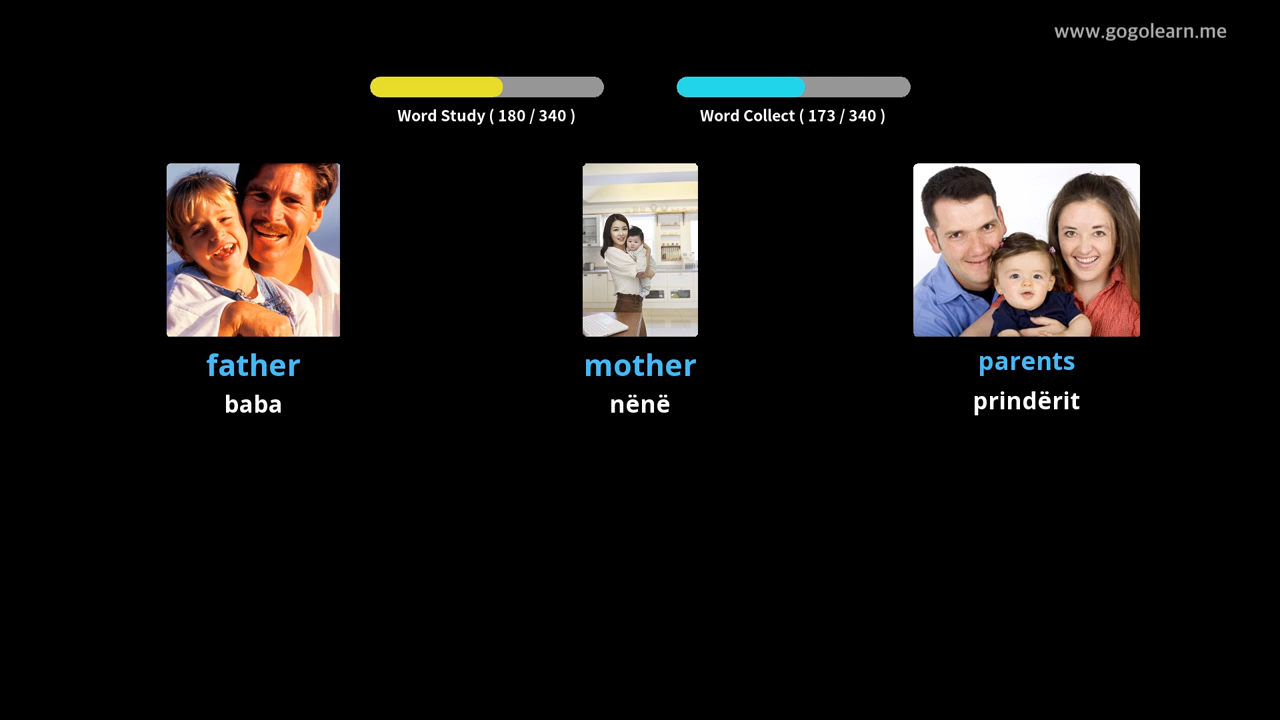 www.gogolearn.me
Word Study ( 180 / 340 )
Word Collect ( 173 / 340 )
father
mother
parents
baba
nënë
prindërit